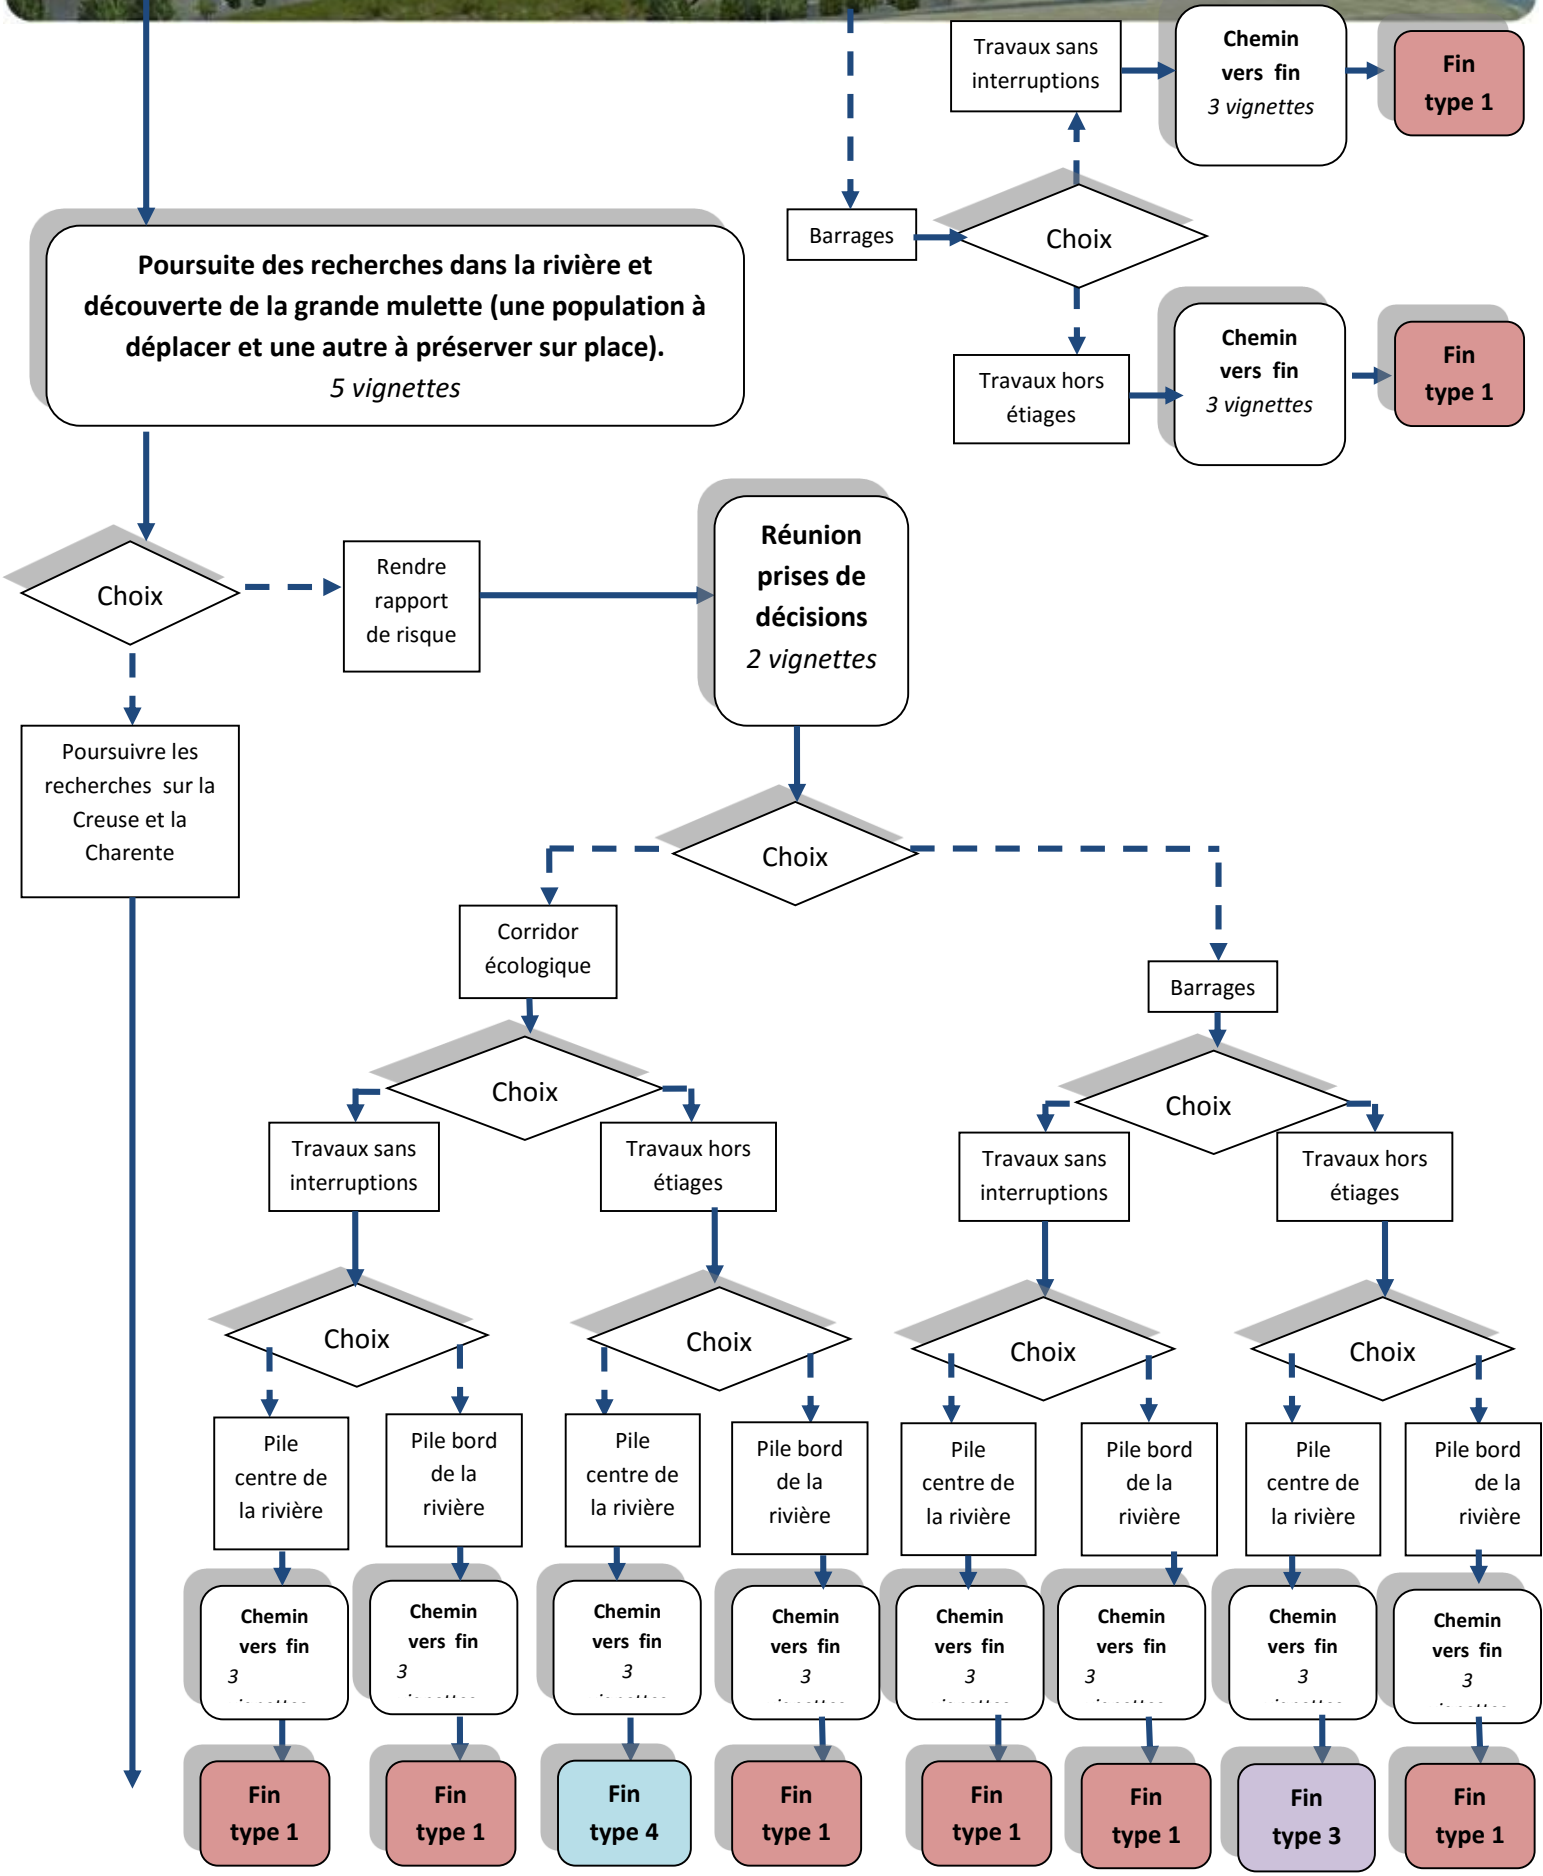 Travaux sans
interruptions
Chemin
vers fin
3 vignettes
Fin
type 1
Barrages
Choix
Poursuite des recherches dans la rivière et
découverte de la grande mulette (une population à
déplacer et une autre à préserver sur place).
5 vignettes
Travaux hors
étiages
Chemin
vers fin
3 vignettes
Fin
type 1
Choix
Rendre
rapport
de risque
Réunion
prises de
décisions
2 vignettes
Poursuivre les
recherches sur la
Creuse et la
Charente
Choix
Corridor
écologique
Barrages
Choix
Choix
Travaux sans
interruptions
Travaux hors
étiages
Travaux sans
interruptions
Travaux hors
étiages
Choix
Choix
Choix
Choix
Pile
centre de
la rivière
Pile bord
de la
rivière
Pile
centre de
la rivière
Pile bord
de la
rivière
Pile
centre de
la rivière
Pile bord
de la
rivière
Pile
centre de
la rivière
Pile bord
de la
rivière
Chemin
vers fin
3
Chemin
vers fin
3
Chemin
vers fin
3
Chemin
vers fin
3
Chemin
vers fin
3
Chemin
vers fin
3
Chemin
vers fin
3
Chemin
vers fin
3
Fin
type 1
Fin
type 1
Fin
type 4
Fin
type 1
Fin
type 1
Fin
type 1
Fin
type 3
Fin
type 1